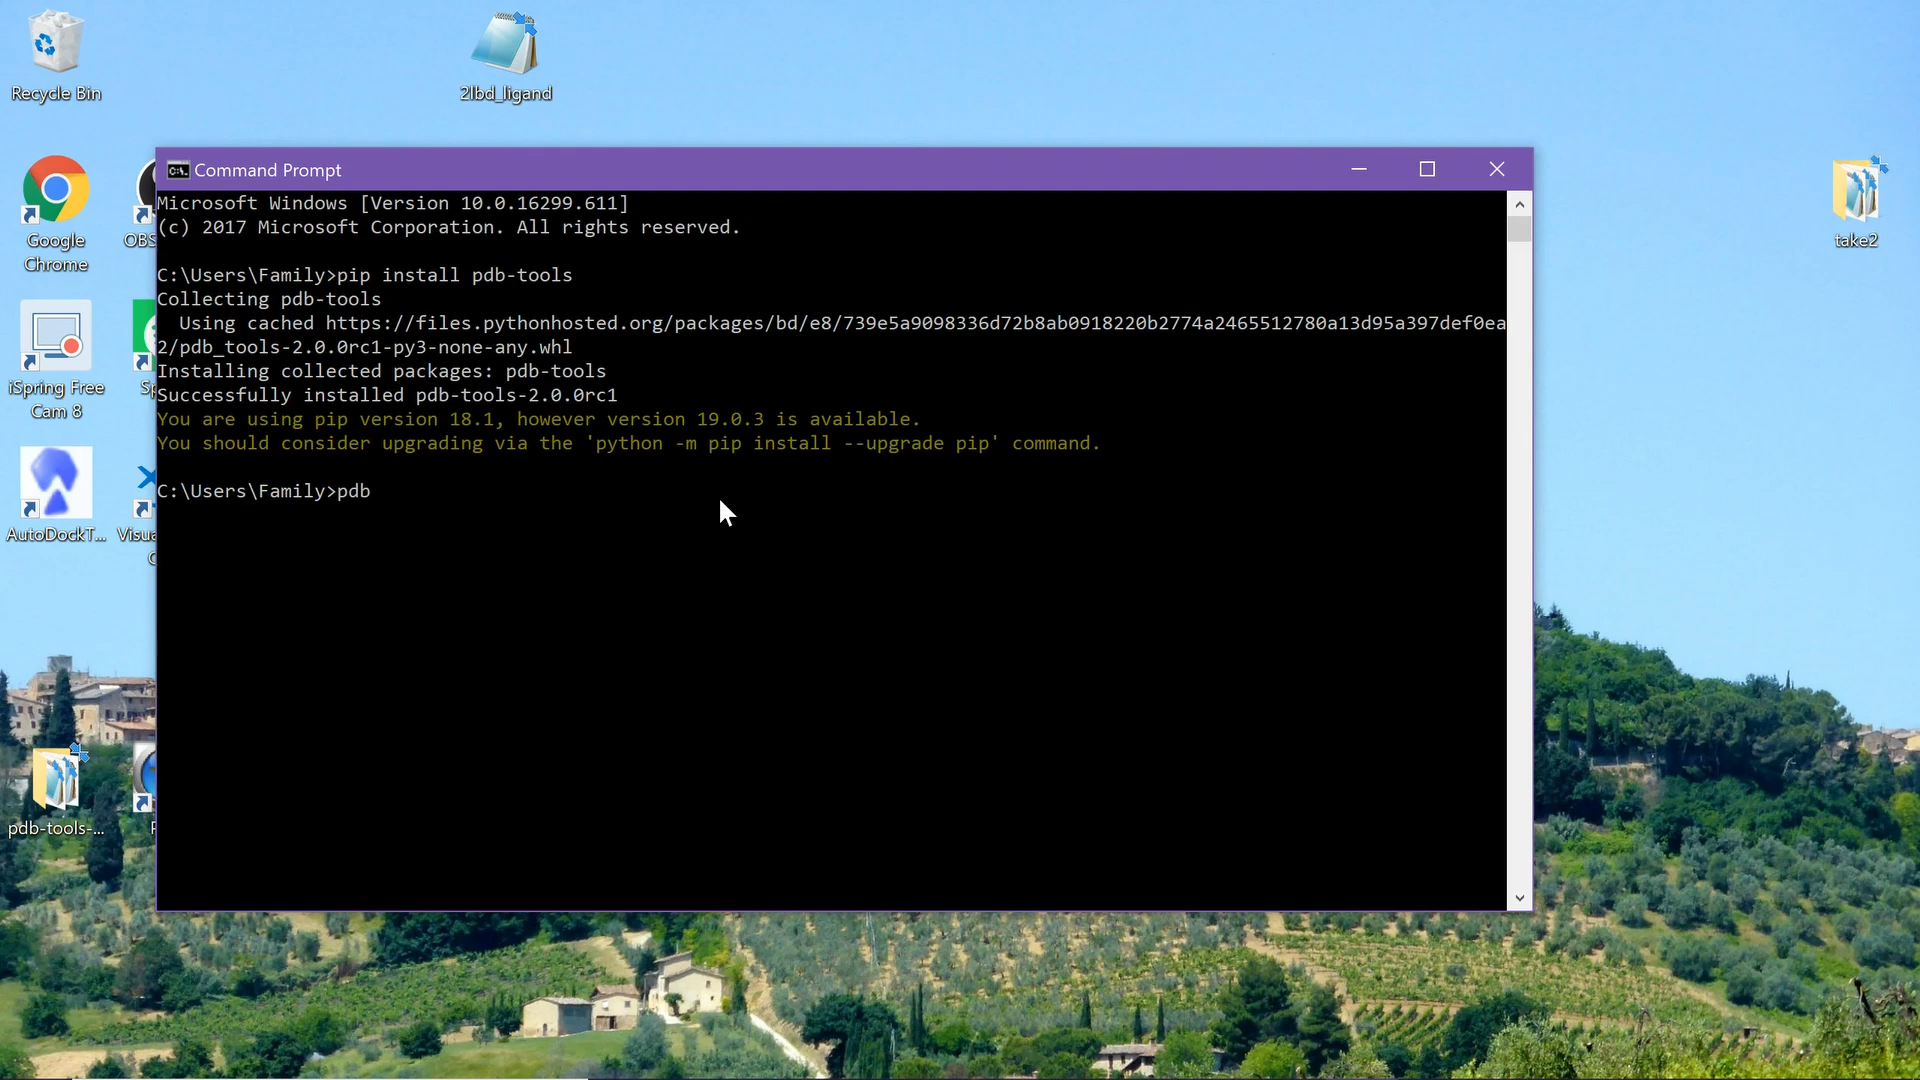 Recycle Bin
2lbd_ligand
Command Prompt
Microsoft Windows [Version 10.0.16299.611]
(c) 2017 Microsoft Corporation. All rights reserved.
C:\Users\Family>pip install pdb-tools
Collecting pdb-tools
Using cached https://files.pythonhosted.org/packages/bd/e8/739e5a9098336d72b8ab0918220b2774a2465512780a13d95a397def0ea
2/pdb_tools-2.0.0rc1-py3-none-any.whl
Installing collected packages: pdb-tools
Successfully installed pdb-tools-2.0.0rc1
You are using pip version 18.1, however version 19.0.3 is available.
You should consider upgrading via the 'python -m pip install --upgrade pip' command.
C:\Users\Family>pdb
Google
Chrome
OBS
take2
iSpring Free
Cam 8
Sp
AutoDockT...
Visua
C
pdb-tools-...